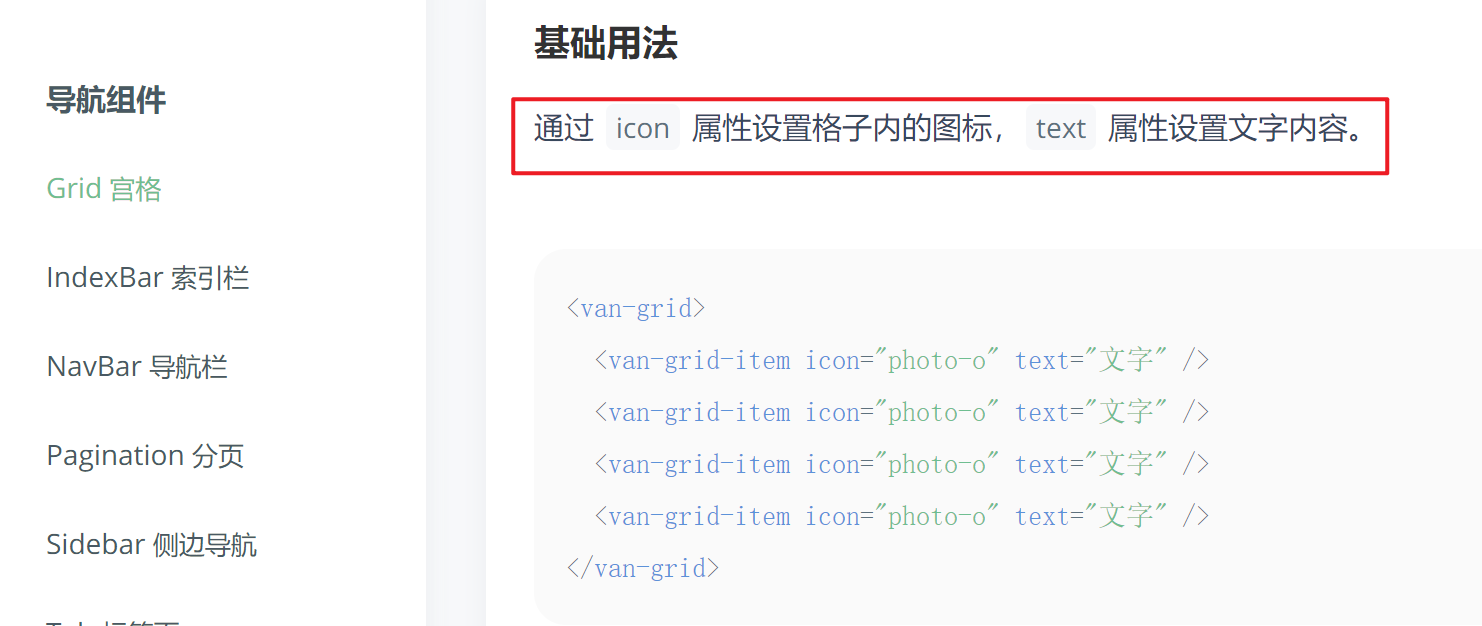 导航组件
Grid 宫格
IndexBar 索引栏
NavBar 导航栏
Pagination 分页
Sidebar 侧边导航
基础用法
通过 icon 属性设置格子内的图标，text 属性设置文字内容。
<van-grid>
<van-grid-item icon="photo-o" text="文字" />
<van-grid-item icon="photo-o" text="文字" />
<van-grid-item icon="photo-o" text="文字" />
<van-grid-item icon="photo-o" text="文字" />
</van-grid>